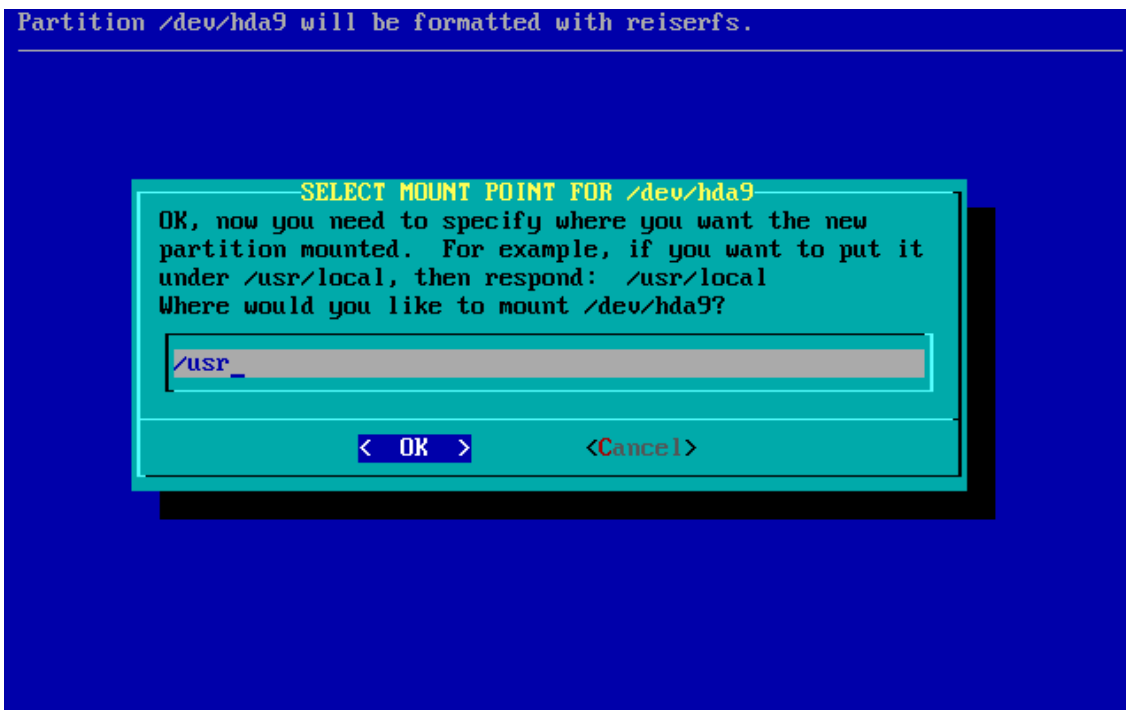 Partition /dev/hda9 will be formatted with reiserfs.
SELECT MOUNT POINT FOR /dev/hda9
OK, now you need to specify where you want the new
partition mounted.  For example, if you want to put it
under /usr/local, then respond:  /usr/local
Where would you like to mount /dev/hda9?
/usr_
<  OK  > <Cancel>